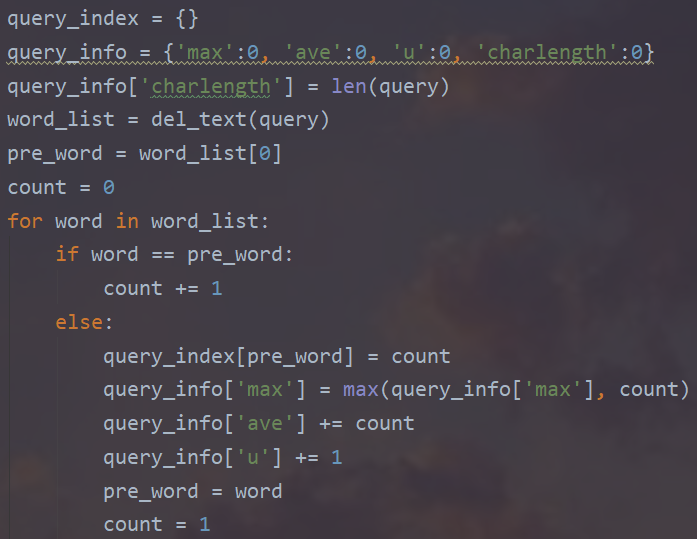 query_index = {}
query_info = {'max':0, 'ave':0, 'u':0, 'charlength':0}
query_info['charlength'] = len(query)
word_list = del_text(query)
pre_word = word_list[0]
count = 0
for word in word_list:
    if word == pre_word:
        count += 1
    else:
        query_index[pre_word] = count
        query_info['max'] = max(query_info['max'], count)
        query_info['ave'] += count
        query_info['u'] += 1
        pre_word = word
        count = 1